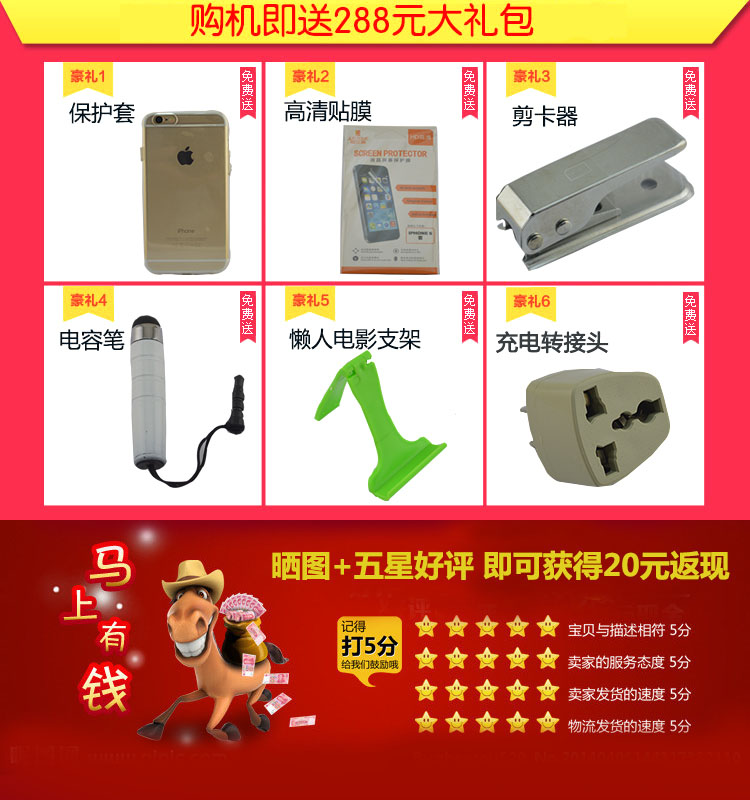 购机即送288元大礼包
豪礼1
免费送
保护套
iPhone
豪礼2
免费送
高清贴膜
SCREEN PROTECTOR
豪礼3
免费送
剪卡器
豪礼4
免费送
电容笔
豪礼5
免费送
懒人电影支架
豪礼6
免费送
充电转接头
马上有钱
晒图+五星好评 即可获得20元返现
记得
打5分
给我们鼓励哦
宝贝与描述相符 5分
卖家的服务态度 5分
卖家发货的速度 5分
物流发货的速度 5分